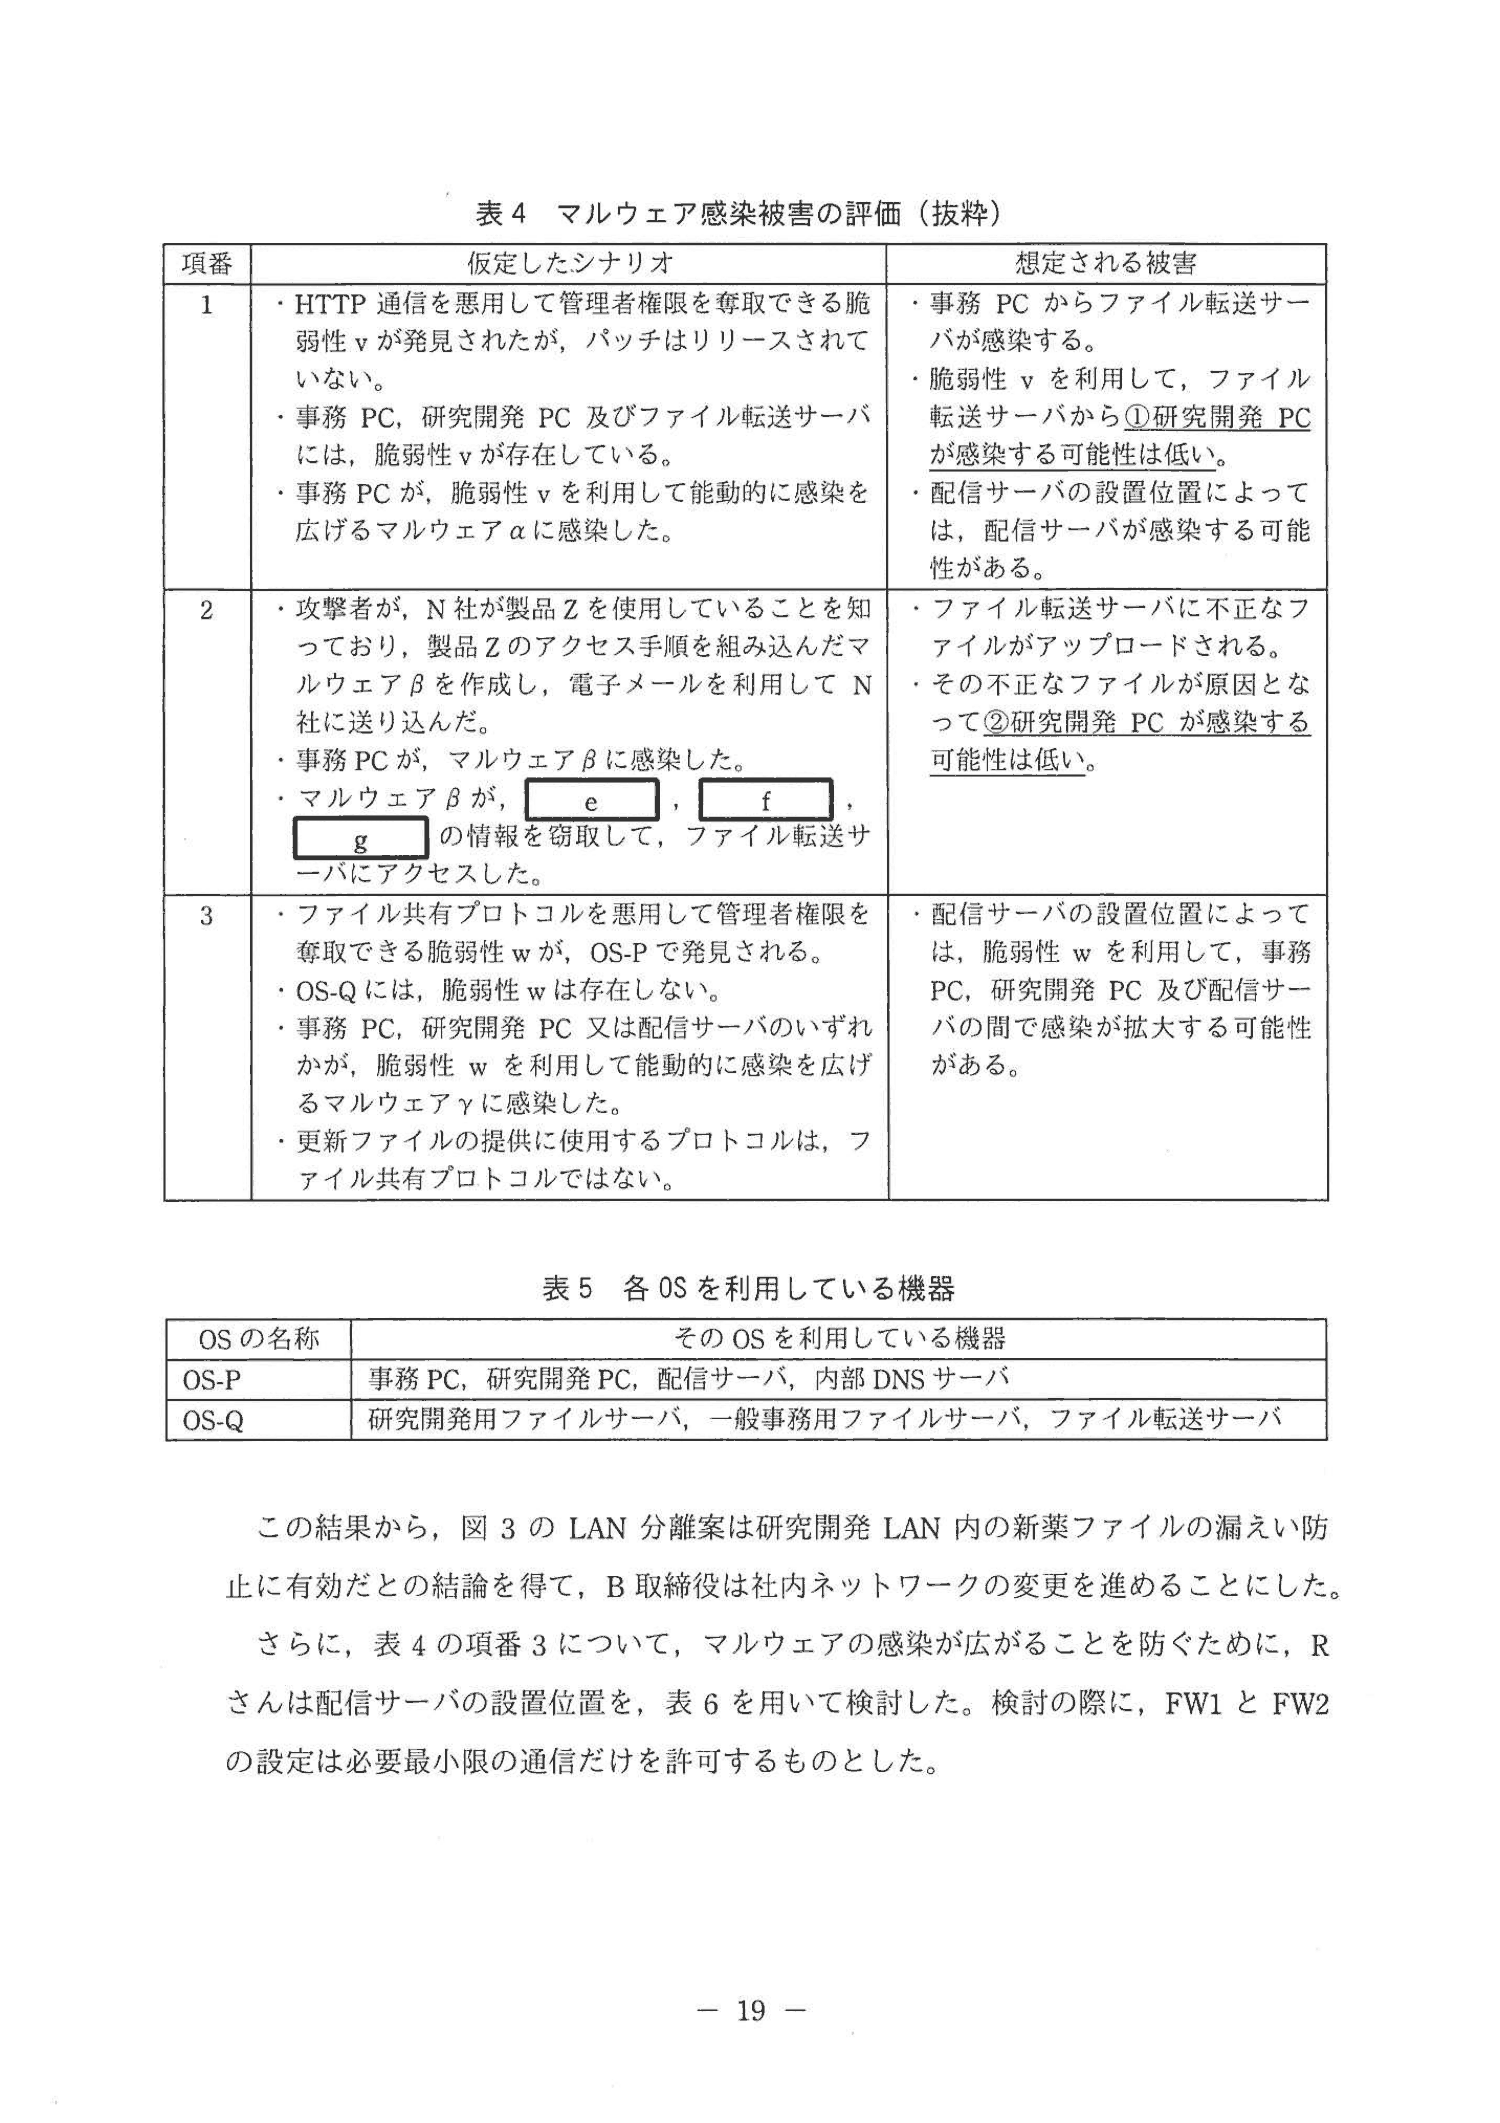 表4 マルウェア感染被害の評価（抜粋）
項番 仮定したシナリオ 想定される被害
1
・HTTP 通信を悪用して管理者権限を奪取できる脆
弱性 v が発見されたが，パッチはリリースされて
いない。
・事務 PC，研究開発 PC 及びファイル転送サーバ
には，脆弱性 v が存在している。
・事務 PC が，脆弱性 v を利用して能動的に感染を
広げるマルウェアαに感染した。
・事務 PC からファイル転送サー
バが感染する。
・脆弱性 v を利用して，ファイル
転送サーバから①研究開発 PC
が感染する可能性は低い。
・配信サーバの設置位置によって
は，配信サーバが感染する可能
性がある。
2
・攻撃者が，N 社が製品 Z を使用していることを知
っており，製品 Z のアクセス手順を組み込んだマ
ルウェアβを作成し，電子メールを利用して N
社に送り込んだ。
・事務 PC が，マルウェアβに感染した。
・マルウェアβが， e ， f ，
g の情報を窃取して，ファイル転送サ
ーバにアクセスした。
・ファイル転送サーバに不正なフ
ァイルがアップロードされる。
・その不正なファイルが原因とな
って②研究開発 PC が感染する
可能性は低い。
3
・ファイル共有プロトコルを悪用して管理者権限を
奪取できる脆弱性 w が，OS-P で発見される。
・OS-Q には，脆弱性 w は存在しない。
・事務 PC，研究開発 PC 又は配信サーバのいずれ
かが，脆弱性 w を利用して能動的に感染を広げ
るマルウェアγに感染した。
・更新ファイルの提供に使用するプロトコルは，フ
ァイル共有プロトコルではない。
・配信サーバの設置位置によって
は，脆弱性 w を利用して，事務
PC，研究開発 PC 及び配信サー
バの間で感染が拡大する可能性
がある。
表5 各 OS を利用している機器
OS の名称 その OS を利用している機器
OS-P 事務 PC，研究開発 PC，配信サーバ，内部 DNS サーバ
OS-Q 研究開発用ファイルサーバ，一般事務用ファイルサーバ，ファイル転送サーバ
この結果から，図 3 の LAN 分離案は研究開発 LAN 内の新薬ファイルの漏えい防
止に有効だとの結論を得て，B 取締役は社内ネットワークの変更を進めることにした。
さらに，表 4 の項番 3 について，マルウェアの感染が広がることを防ぐために，R
さんは配信サーバの設置位置を，表 6 を用いて検討した。検討の際に，FW1 と FW2
の設定は必要最小限の通信だけを許可するものとした。
－ 19 －